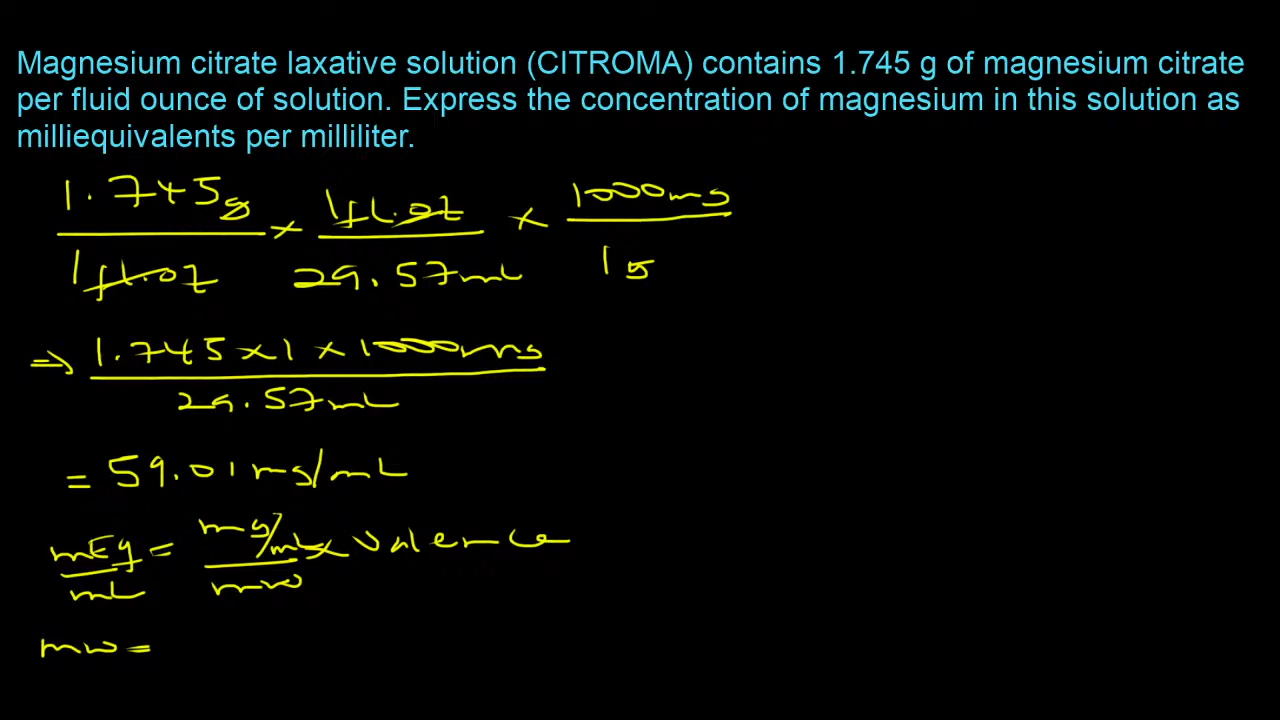 Magnesium citrate laxative solution (CITROMA) contains 1.745 g of magnesium citrate
per fluid ounce of solution. Express the concentration of magnesium in this solution as
milliequivalents per milliliter.
1.745g / 1fl.oz × 1fl.oz / 29.57mL × 1000mg / 1g
⇒ 1.745 × 1 × 1000mg / 29.57mL
= 59.01mg/mL
mEq/mL = mg/mL × valence / mw
mw =